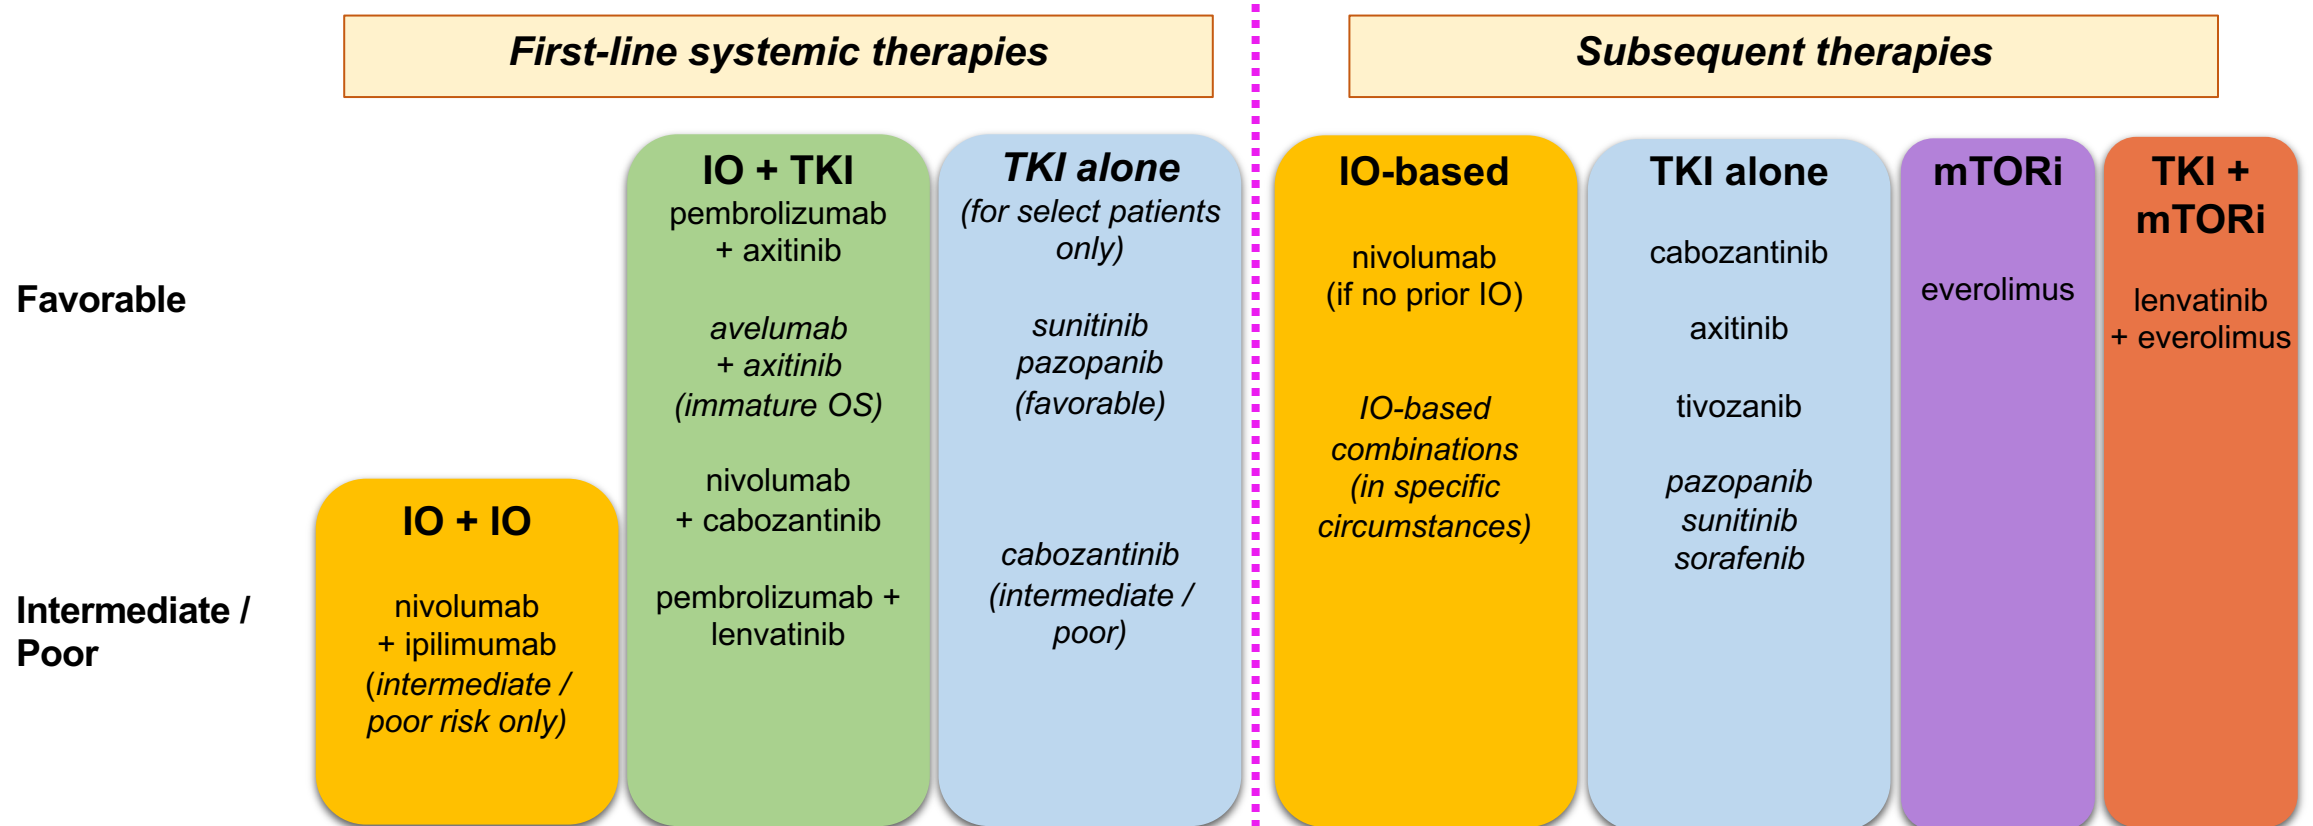 First-line systemic therapies
Subsequent therapies
Favorable
Intermediate /
Poor
IO + IO
nivolumab
+ ipilimumab
(intermediate /
poor risk only)
IO + TKI
pembrolizumab
+ axitinib
avelumab
+ axitinib
(immature OS)
nivolumab
+ cabozantinib
pembrolizumab +
lenvatinib
TKI alone
(for select patients
only)
sunitinib
pazopanib
(favorable)
cabozantinib
(intermediate /
poor)
IO-based
nivolumab
(if no prior IO)
IO-based
combinations
(in specific
circumstances)
TKI alone
cabozantinib
axitinib
tivozanib
pazopanib
sunitinib
sorafenib
mTORi
everolimus
TKI +
mTORi
lenvatinib
+ everolimus